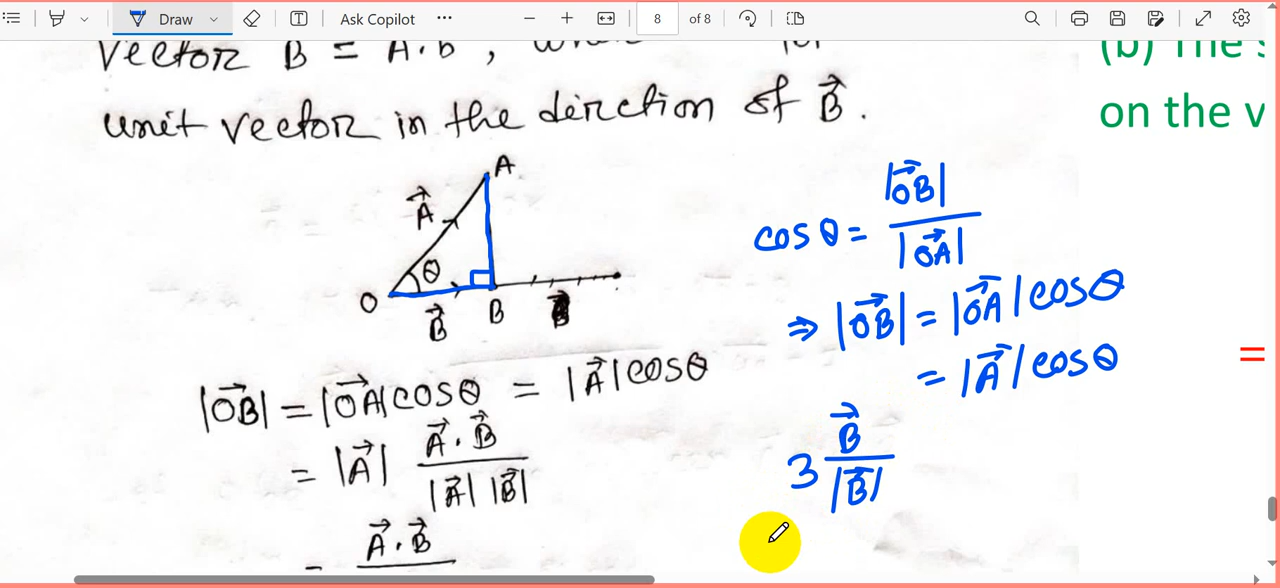 Draw
Ask Copilot
8 of 8
vector B = A · b ,
unit vector in the direction of B⃗ .
A
A⃗
θ
O
B⃗
B
|OB⃗| = |OA⃗| cosθ = |A⃗| cosθ
= |A⃗| A⃗ · B⃗ / |A⃗| |B⃗|
= A⃗ · B⃗
cosθ = |OB⃗| / |OA⃗|
⇒ |OB⃗| = |OA⃗| cosθ
= |A⃗| cosθ
3 B⃗ / |B⃗|
(b) The s
on the v
=